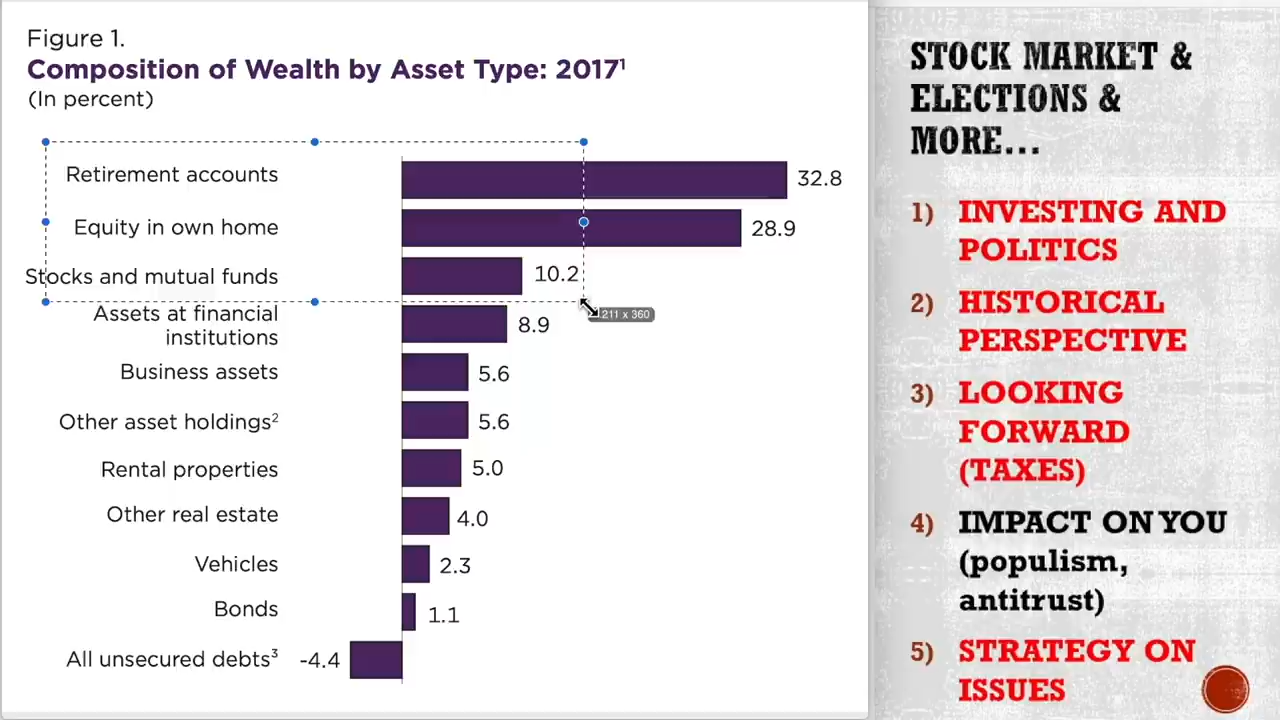 Figure 1.
Composition of Wealth by Asset Type: 2017¹
(In percent)
Retirement accounts 32.8
Equity in own home 28.9
Stocks and mutual funds 10.2
Assets at financial
institutions 8.9
211 x 360
Business assets 5.6
Other asset holdings² 5.6
Rental properties 5.0
Other real estate 4.0
Vehicles 2.3
Bonds 1.1
All unsecured debts³ -4.4
STOCK MARKET &
ELECTIONS &
MORE...
1) INVESTING AND
POLITICS
2) HISTORICAL
PERSPECTIVE
3) LOOKING
FORWARD
(TAXES)
4) IMPACT ON YOU
(populism,
antitrust)
5) STRATEGY ON
ISSUES